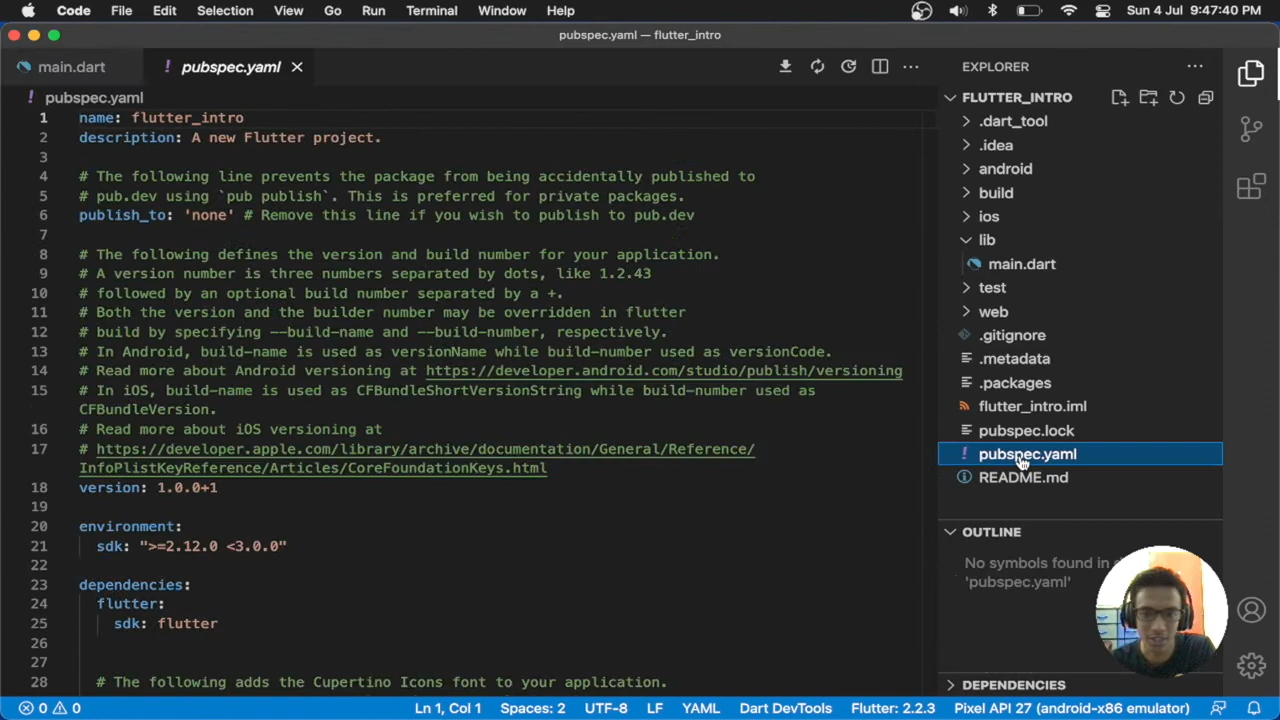 Code File Edit Selection View Go Run Terminal Window Help Sun 4 Jul 9:47:40 PM
pubspec.yaml — flutter_intro
main.dart ! pubspec.yaml
! pubspec.yaml
1 name: flutter_intro
2 description: A new Flutter project.
3
4 # The following line prevents the package from being accidentally published to
5 # pub.dev using `pub publish`. This is preferred for private packages.
6 publish_to: 'none' # Remove this line if you wish to publish to pub.dev
7
8 # The following defines the version and build number for your application.
9 # A version number is three numbers separated by dots, like 1.2.43
10 # followed by an optional build number separated by a +.
11 # Both the version and the builder number may be overridden in flutter
12 # build by specifying --build-name and --build-number, respectively.
13 # In Android, build-name is used as versionName while build-number used as versionCode.
14 # Read more about Android versioning at https://developer.android.com/studio/publish/versioning
15 # In iOS, build-name is used as CFBundleShortVersionString while build-number used as
CFBundleVersion.
16 # Read more about iOS versioning at
17 # https://developer.apple.com/library/archive/documentation/General/Reference/
InfoPlistKeyReference/Articles/CoreFoundationKeys.html
18 version: 1.0.0+1
19
20 environment:
21 sdk: ">=2.12.0 <3.0.0"
22
23 dependencies:
24 flutter:
25 sdk: flutter
26
27
28 # The following adds the Cupertino Icons font to your application.
EXPLORER
FLUTTER_INTRO
.dart_tool
.idea
android
build
ios
lib
main.dart
test
web
.gitignore
.metadata
.packages
flutter_intro.iml
pubspec.lock
! pubspec.yaml
README.md
OUTLINE
No symbols found in
'pubspec.yaml'
DEPENDENCIES
0 0 Ln 1, Col 1 Spaces: 2 UTF-8 LF YAML Dart DevTools Flutter: 2.2.3 Pixel API 27 (android-x86 emulator)